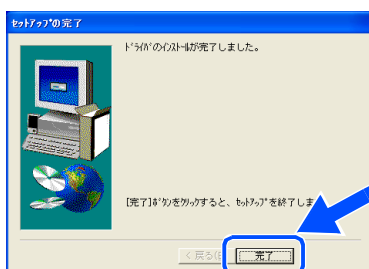 ｾｯﾄｱｯﾌﾟの完了
ﾄﾞﾗｲﾊﾞのｲﾝｽﾄｰﾙが完了しました。
[完了]ﾎﾞﾀﾝをｸﾘｯｸすると、ｾｯﾄｱｯﾌﾟを終了しま
< 戻る(B
完了